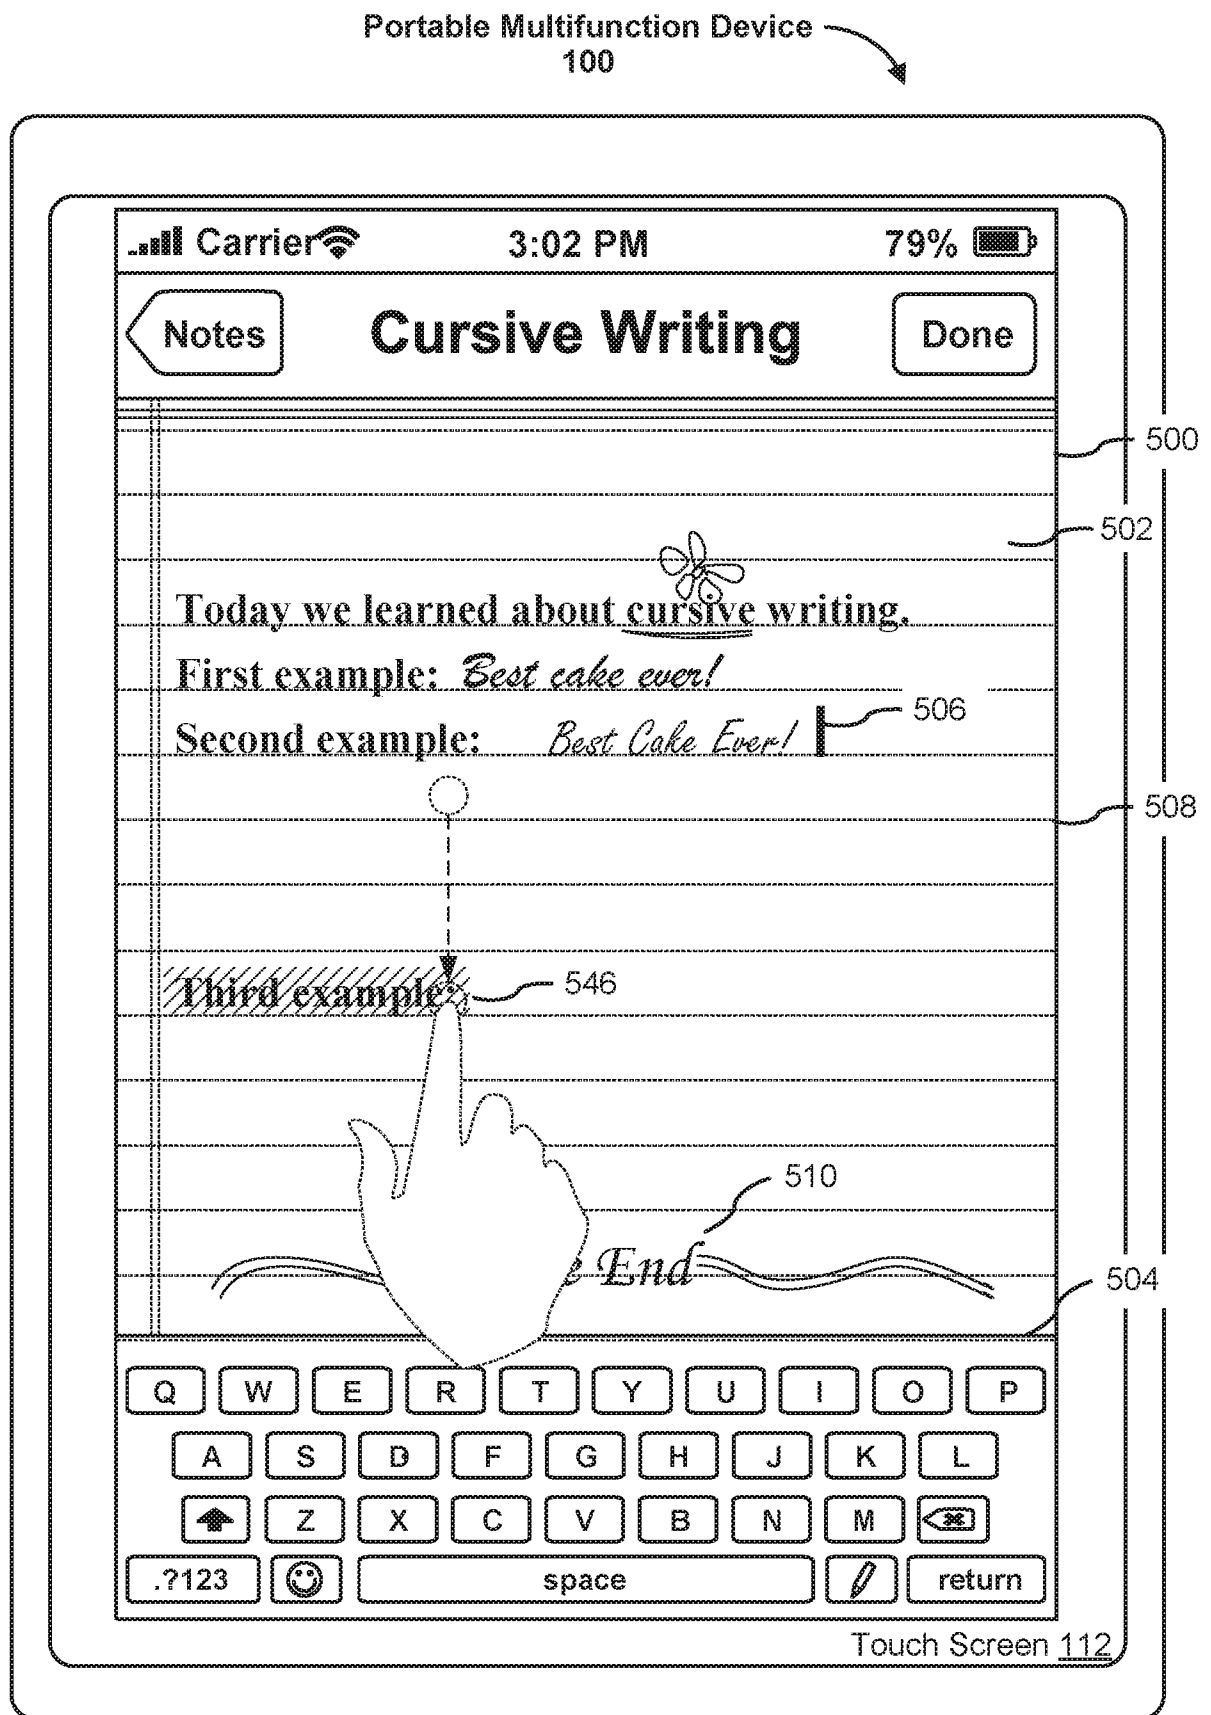 Portable Multifunction Device
100
Carrier 3:02 PM 79%
Notes Cursive Writing Done
500
502
Today we learned about cursive writing.
First example: Best cake ever!
506
Second example: Best Cake Ever!
508
Third example:
546
510
e End
504
Q W E R T Y U I O P
A S D F G H J K L
Z X C V B N M
.?123 space return
Touch Screen 112